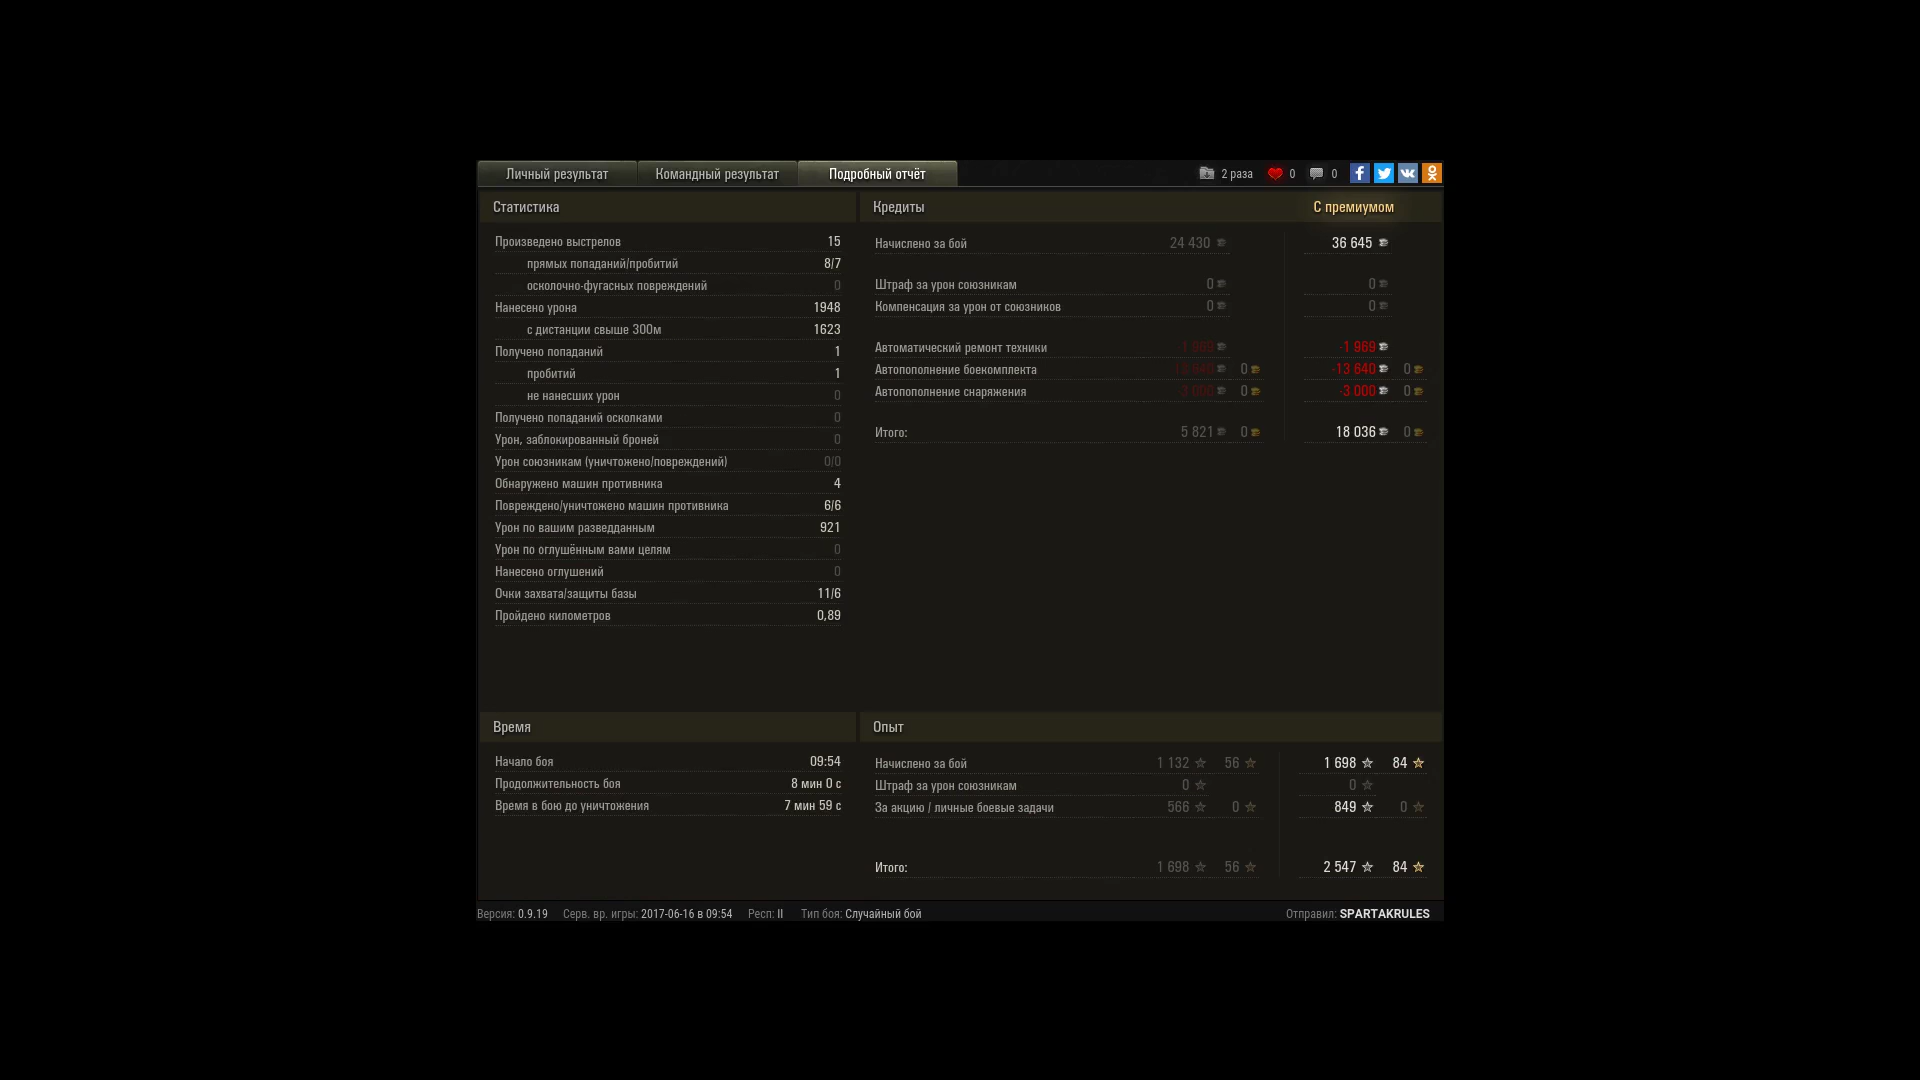 Личный результат Командный результат Подробный отчёт 2 раза 0 0
Статистика
Произведено выстрелов 15
прямых попаданий/пробитий 8/7
осколочно-фугасных повреждений 0
Нанесено урона 1948
с дистанции свыше 300м 1623
Получено попаданий 1
пробитий 1
не нанесших урон 0
Получено попаданий осколками 0
Урон, заблокированный броней 0
Урон союзникам (уничтожено/повреждений) 0/0
Обнаружено машин противника 4
Повреждено/уничтожено машин противника 6/6
Урон по вашим разведданным 921
Урон по оглушённым вами целям 0
Нанесено оглушений 0
Очки захвата/защиты базы 11/6
Пройдено километров 0,89
Кредиты С премиумом
Начислено за бой 24 430 36 645
Штраф за урон союзникам 0 0
Компенсация за урон от союзников 0 0
Автоматический ремонт техники -1 969 -1 969
Автопополнение боекомплекта -13 640 0 -13 640 0
Автопополнение снаряжения -3 000 0 -3 000 0
Итого: 5 821 0 18 036 0
Время
Начало боя 09:54
Продолжительность боя 8 мин 0 с
Время в бою до уничтожения 7 мин 59 с
Опыт
Начислено за бой 1 132 56 1 698 84
Штраф за урон союзникам 0 0
За акцию / личные боевые задачи 566 0 849 0
Итого: 1 698 56 2 547 84
Версия: 0.9.19 Серв. вр. игры: 2017-06-16 в 09:54 Респ: II Тип боя: Случайный бой Отправил: SPARTAKRULES